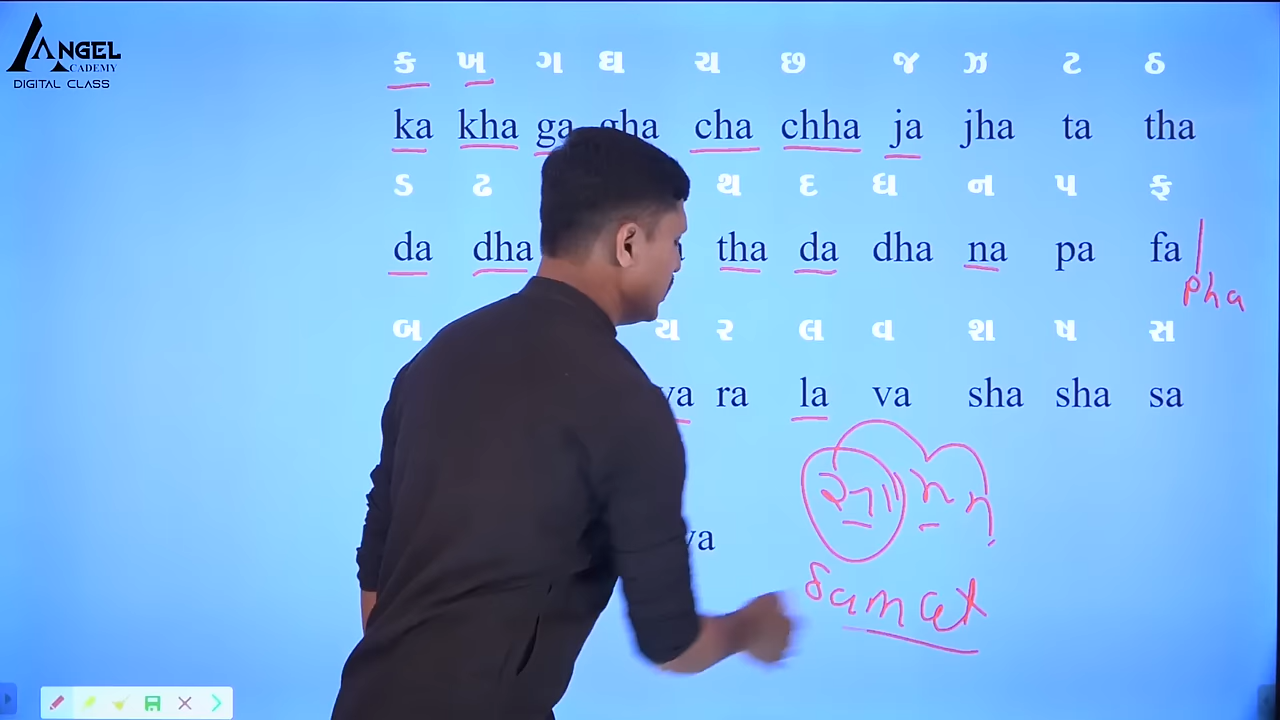 ANGEL
ACADEMY
DIGITAL CLASS
ક ખ ગ ઘ ચ છ જ ઝ ટ ઠ
ka kha ga gha cha chha ja jha ta tha
ડ ઢ થ દ ધ ન પ ફ
da dha tha da dha na pa fa
pha
બ ય ર લ વ શ ષ સ
ya ra la va sha sha sa